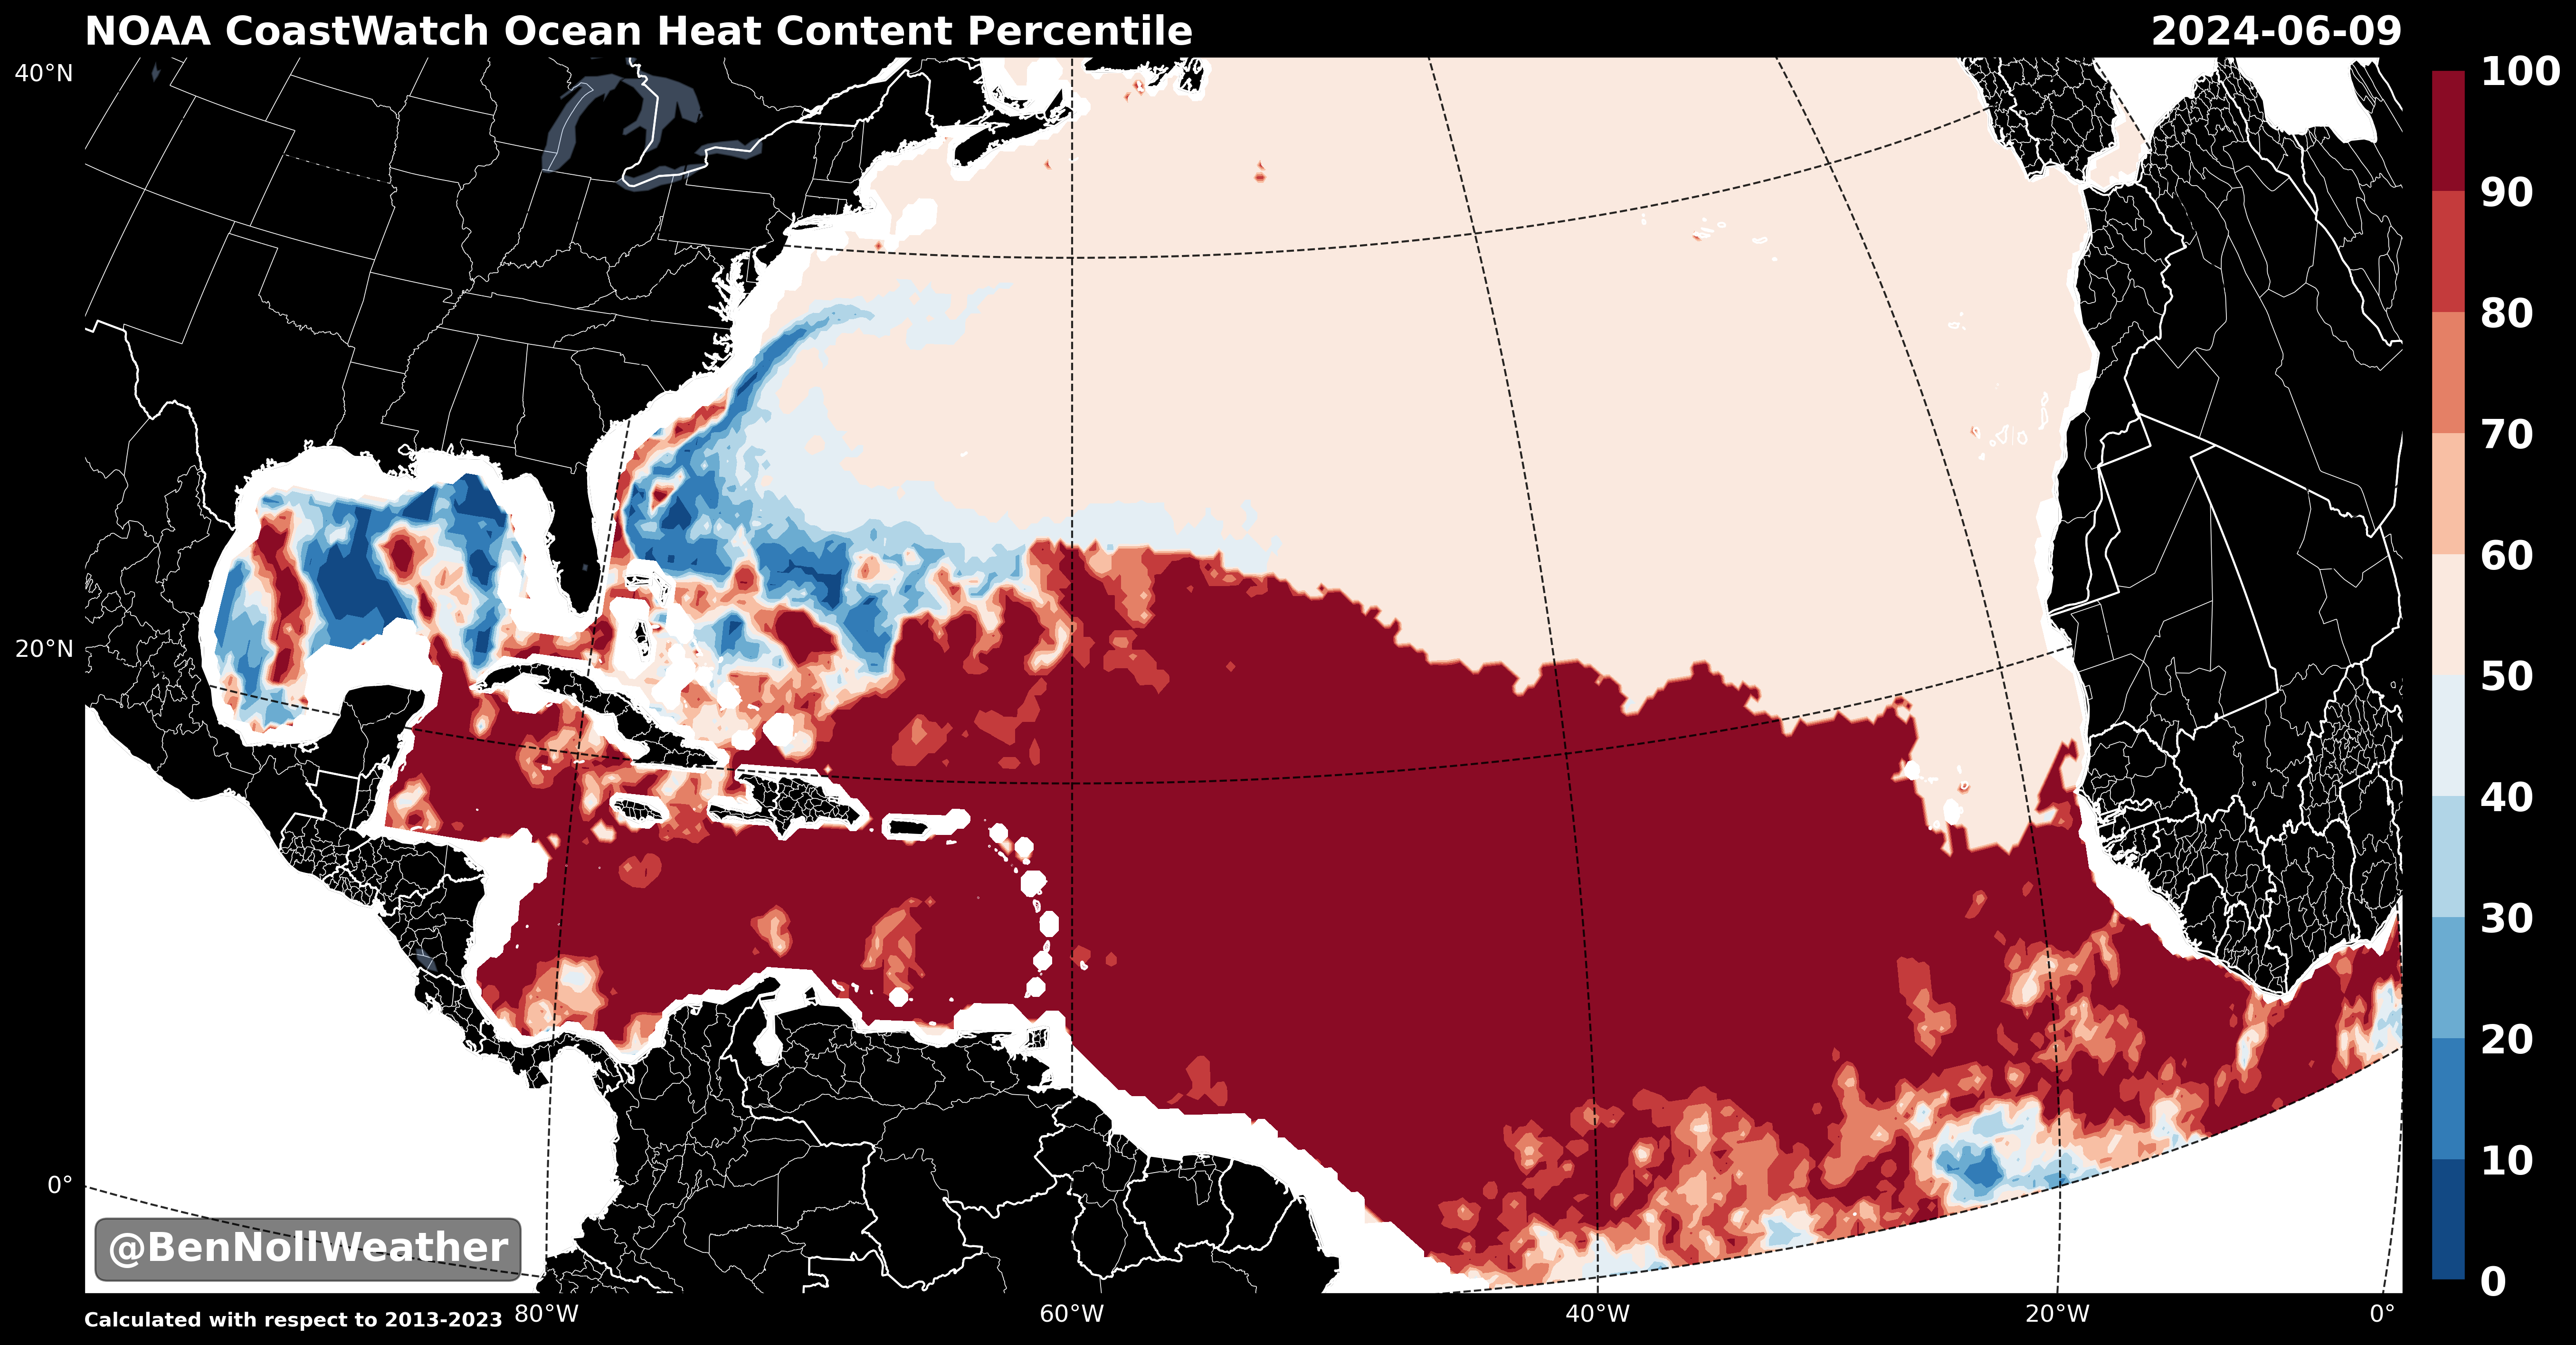 NOAA CoastWatch Ocean Heat Content Percentile 2024-06-09
40°N
20°N
0°
100
90
80
70
60
50
40
30
20
10
0
@BenNollWeather
Calculated with respect to 2013-2023
80°W 60°W 40°W 20°W 0°